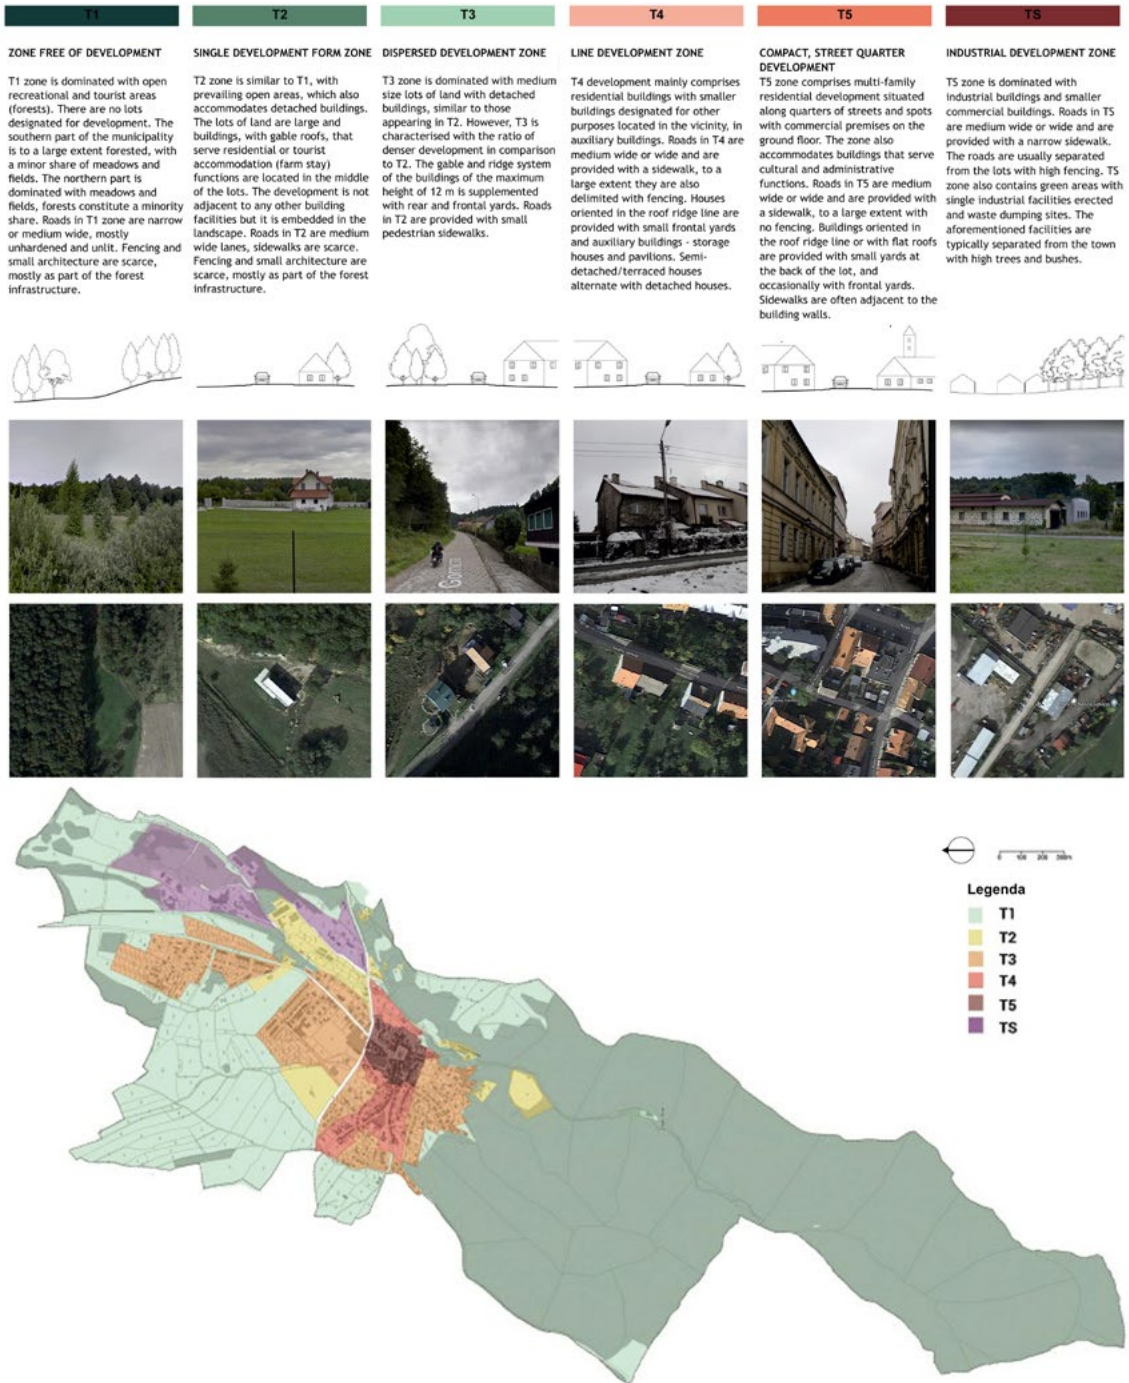 T1
T2
T3
T4
T5
TS
ZONE FREE OF DEVELOPMENT
T1 zone is dominated with open
recreational and tourist areas
(forests). There are no lots
designated for development. The
southern part of the municipality
is to a large extent forested, with
a minor share of meadows and
fields. The northern part is
dominated with meadows and
fields, forests constitute a minority
share. Roads in T1 zone are narrow
or medium wide, mostly
unhardened and unlit. Fencing and
small architecture are scarce,
mostly as part of the forest
infrastructure.
SINGLE DEVELOPMENT FORM ZONE
T2 zone is similar to T1, with
prevailing open areas, which also
accommodates detached buildings.
The lots of land are large and
buildings, with gable roofs, that
serve residential or tourist
accommodation (farm stay)
functions are located in the middle
of the lots. The development is not
adjacent to any other building
facilities but it is embedded in the
landscape. Roads in T2 are medium
wide lanes, sidewalks are scarce.
Fencing and small architecture are
scarce, mostly as part of the forest
infrastructure.
DISPERSED DEVELOPMENT ZONE
T3 zone is dominated with medium
size lots of land with detached
buildings, similar to those
appearing in T2. However, T3 is
characterised with the ratio of
denser development in comparison
to T2. The gable and ridge system
of the buildings of the maximum
height of 12 m is supplemented
with rear and frontal yards. Roads
in T2 are provided with small
pedestrian sidewalks.
LINE DEVELOPMENT ZONE
T4 development mainly comprises
residential buildings with smaller
buildings designated for other
purposes located in the vicinity, in
auxiliary buildings. Roads in T4 are
medium wide or wide and are
provided with a sidewalk, to a
large extent they are also
delimited with fencing. Houses
oriented in the roof ridge line are
provided with small frontal yards
and auxiliary buildings - storage
houses and pavilions. Semi-
detached/terraced houses
alternate with detached houses.
COMPACT, STREET QUARTER
DEVELOPMENT
T5 zone comprises multi-family
residential development situated
along quarters of streets and spots
with commercial premises on the
ground floor. The zone also
accommodates buildings that serve
cultural and administrative
functions. Roads in T5 are medium
wide or wide and are provided with
a sidewalk, to a large extent with
no fencing. Buildings oriented in
the roof ridge line or with flat roofs
are provided with small yards at
the back of the lot, and
occasionally with frontal yards.
Sidewalks are often adjacent to the
building walls.
INDUSTRIAL DEVELOPMENT ZONE
TS zone is dominated with
industrial buildings and smaller
commercial buildings. Roads in TS
are medium wide or wide and are
provided with a narrow sidewalk.
The roads are usually separated
from the lots with high fencing. TS
zone also contains green areas with
single industrial facilities erected
and waste dumping sites. The
aforementioned facilities are
typically separated from the town
with high trees and bushes.
0 100 200 300m
Legenda
T1
T2
T3
T4
T5
TS